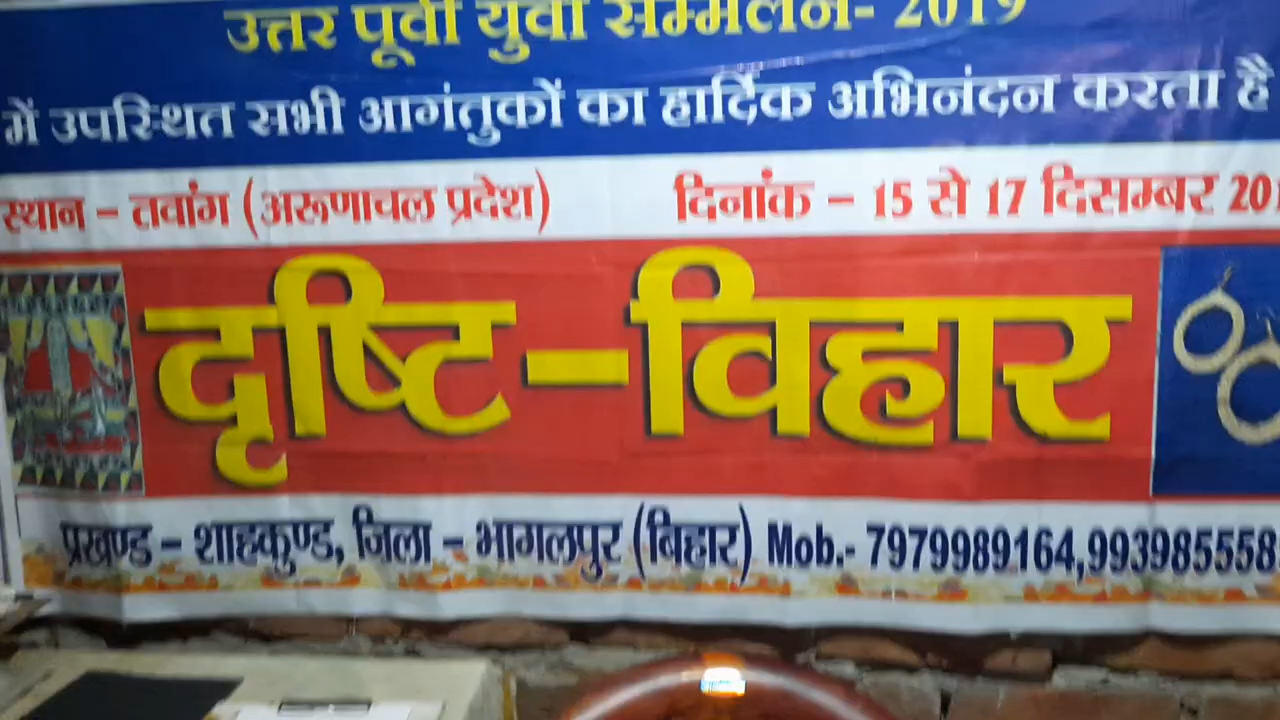 उत्तर पूर्वी युवा सम्मेलन- 2019
में उपस्थित सभी आगंतुकों का हार्दिक अभिनंदन करता है
स्थान – तवांग (अरूणाचल प्रदेश) दिनांक – 15 से 17 दिसम्बर
दृष्टि–विहार
प्रखण्ड – शाहकुण्ड, जिला – भागलपुर (बिहार) Mob.- 7979989164,